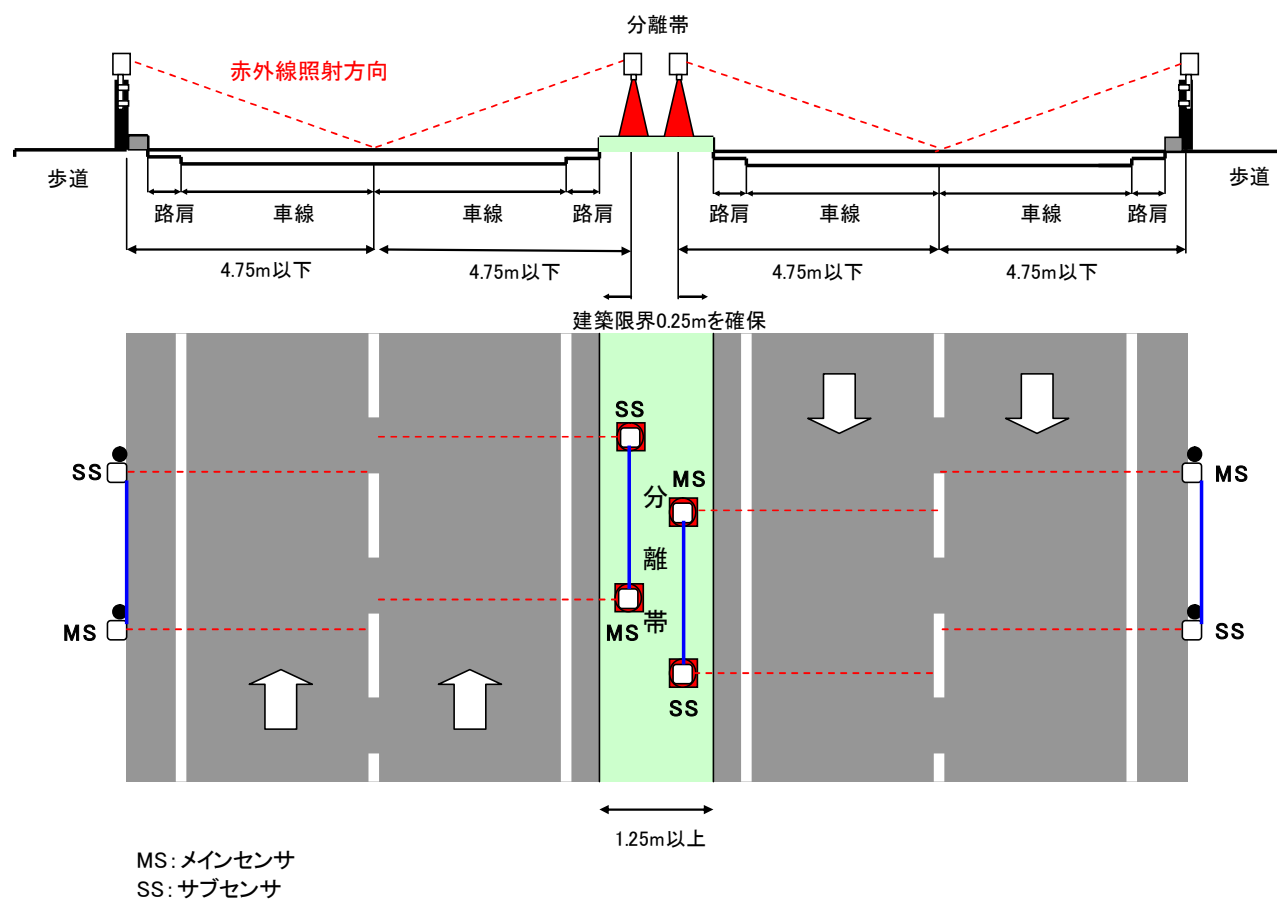 分離帯
赤外線照射方向
歩道
歩道
路肩
車線
車線
路肩
路肩
車線
車線
路肩
4.75m以下
4.75m以下
4.75m以下
4.75m以下
建築限界0.25mを確保
SS
SS
MS
MS
MS
分離帯
MS
SS
SS
1.25m以上
MS:メインセンサ
SS:サブセンサ